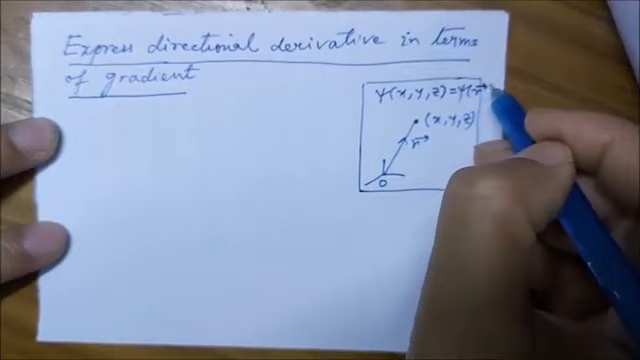 Express directional derivative in terms
of gradient
ψ(x, y, z) = ψ(r⃗
(x, y, z)
r⃗
O